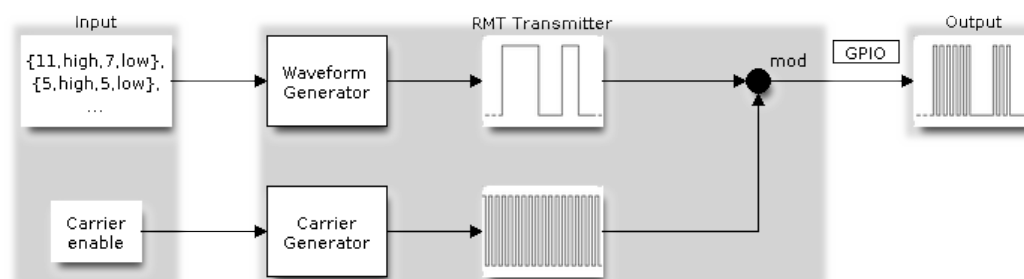 Input
RMT Transmitter
Output
{11,high,7,low},
{5,high,5,low},
...
Waveform
Generator
mod
GPIO
Carrier
enable
Carrier
Generator